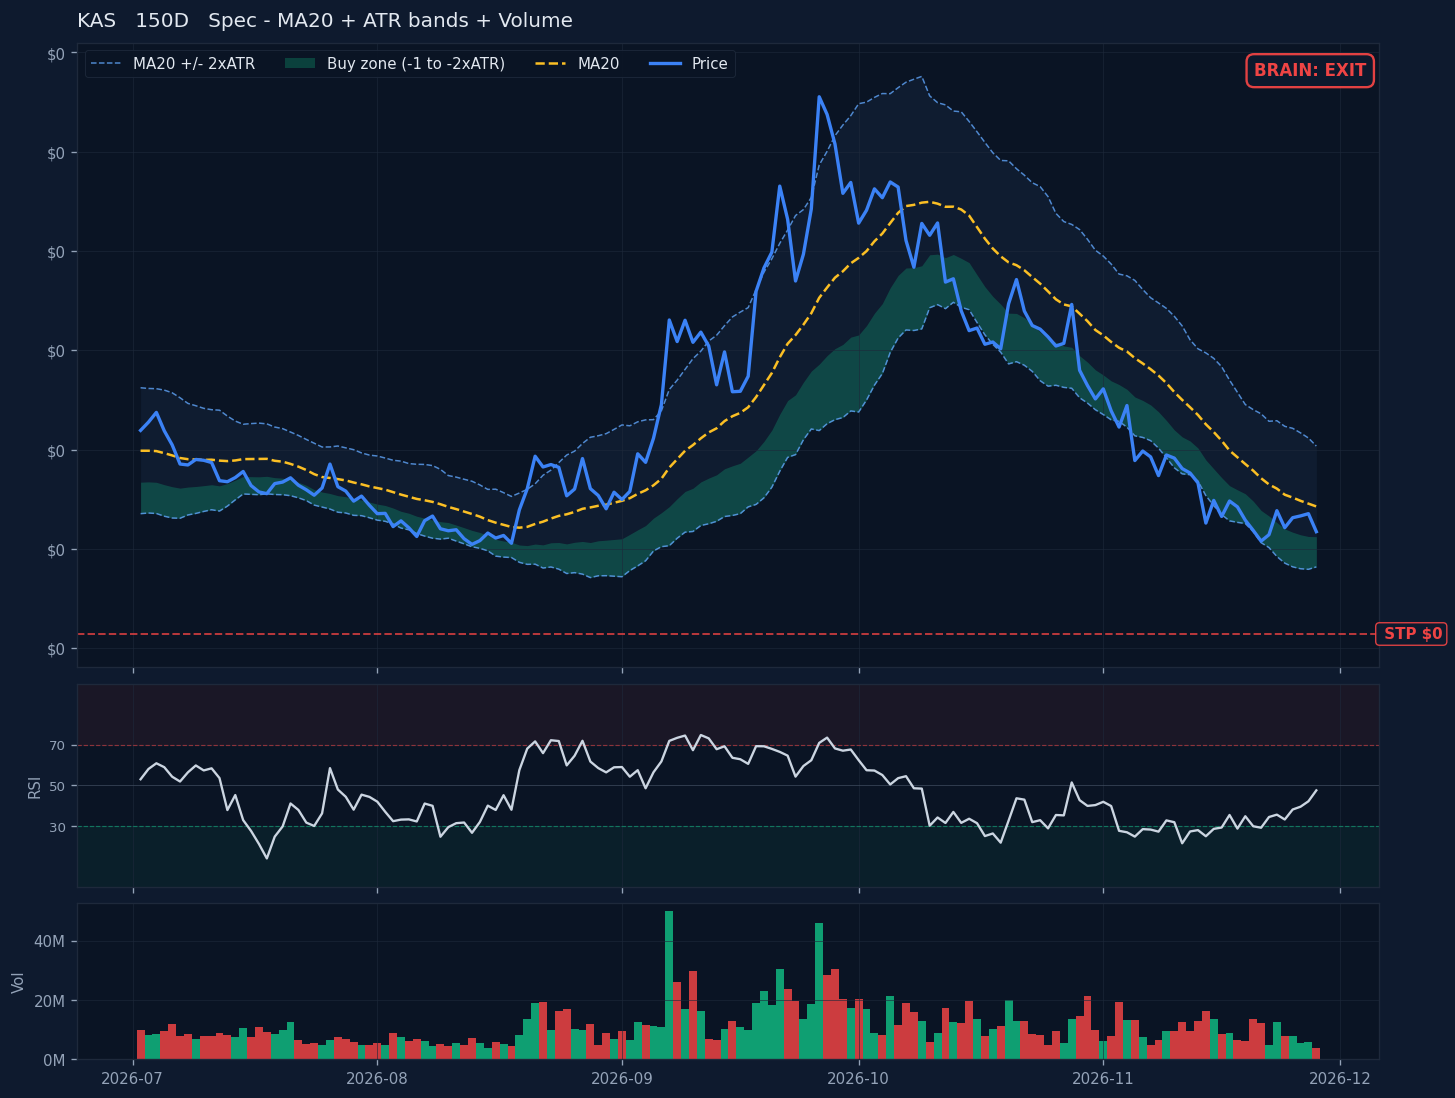 KAS 150D Spec - MA20 + ATR bands + Volume
MA20 +/- 2xATR Buy zone (-1 to -2xATR) MA20 Price
BRAIN: EXIT
$0
$0
$0
$0
$0
$0
$0
STP $0
RSI
70
50
30
Vol
40M
20M
0M
2026-07 2026-08 2026-09 2026-10 2026-11 2026-12